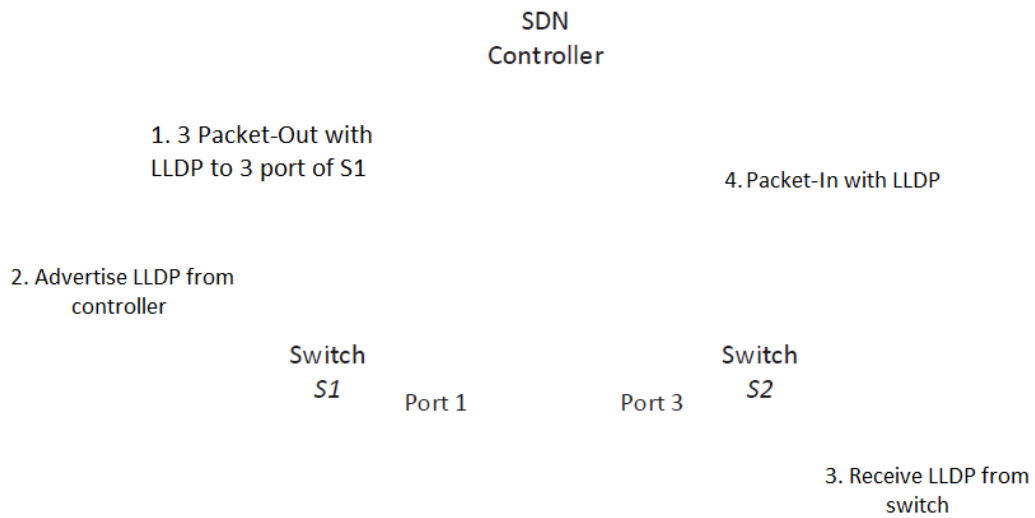 SDN
Controller
1. 3 Packet-Out with
LLDP to 3 port of S1
4. Packet-In with LLDP
2. Advertise LLDP from
controller
Switch
S1
Port 1
Port 3
Switch
S2
3. Receive LLDP from
switch